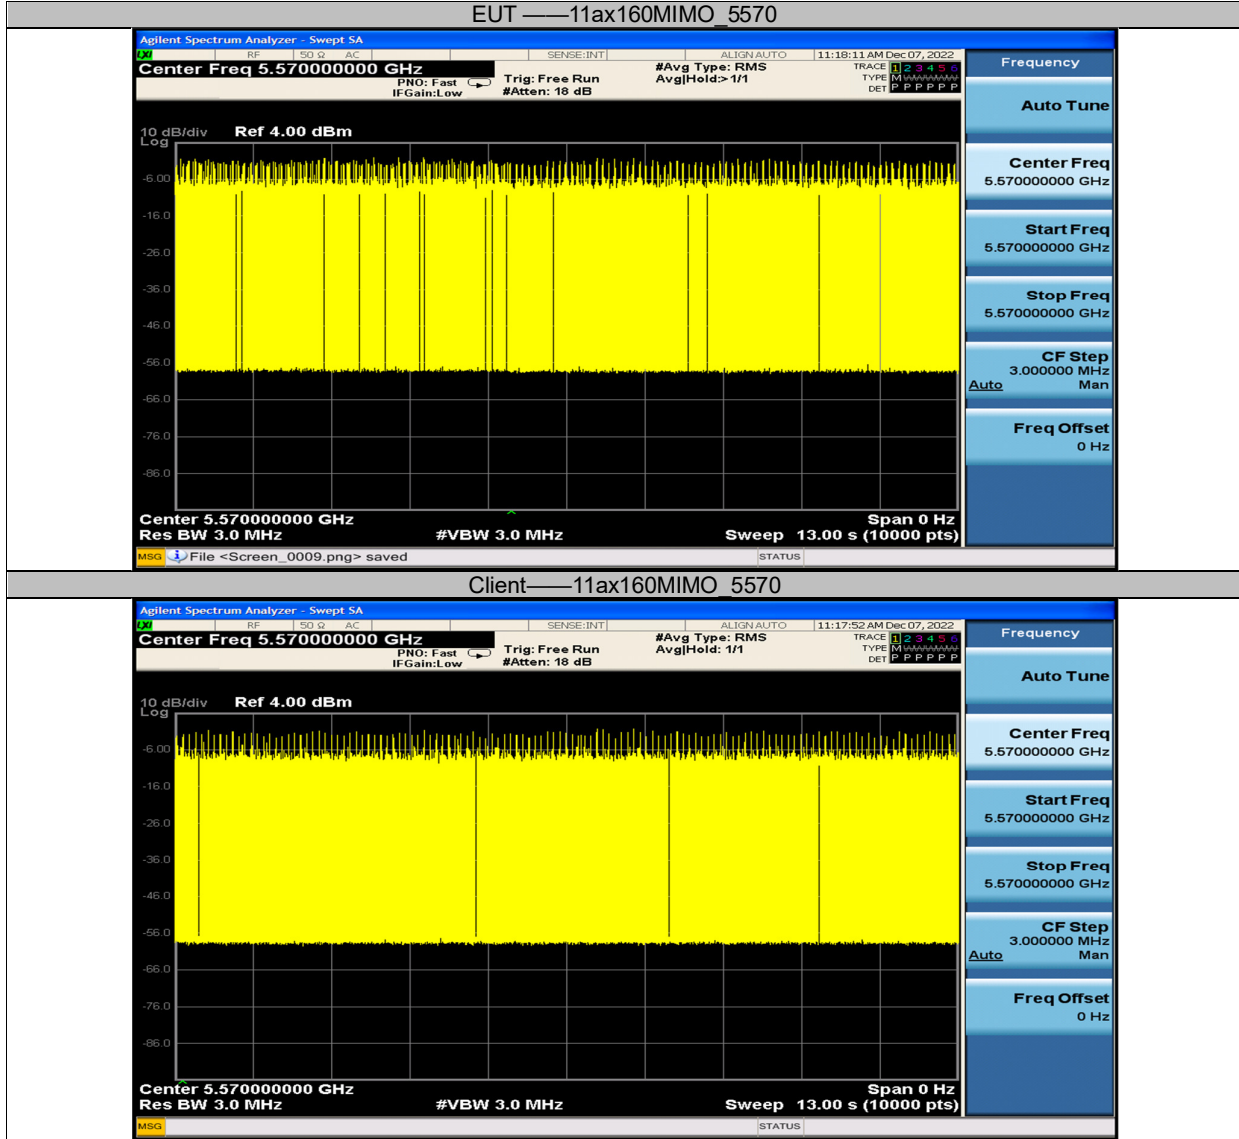 EUT ——11ax160MIMO_5570
Agilent Spectrum Analyzer - Swept SA
LXI RF 50 Ω AC SENSE:INT ALIGNAUTO 11:18:11 AM Dec 07, 2022
Center Freq 5.570000000 GHz #Avg Type: RMS TRACE 1 2 3 4 5 6 Frequency
PNO: Fast Trig: Free Run Avg|Hold:>1/1 TYPE M
IFGain:Low #Atten: 18 dB DET P P P P P P
Auto Tune
10 dB/div Ref 4.00 dBm
Log
Center Freq
5.570000000 GHz
-6.00
-16.0
Start Freq
5.570000000 GHz
-26.0
-36.0
Stop Freq
5.570000000 GHz
-46.0
-56.0
CF Step
3.000000 MHz
Auto Man
-66.0
Freq Offset
0 Hz
-76.0
-86.0
Center 5.570000000 GHz Span 0 Hz
Res BW 3.0 MHz #VBW 3.0 MHz Sweep 13.00 s (10000 pts)
MSG File <Screen_0009.png> saved STATUS
Client——11ax160MIMO_5570
Agilent Spectrum Analyzer - Swept SA
LXI RF 50 Ω AC SENSE:INT ALIGNAUTO 11:17:52 AM Dec 07, 2022
Center Freq 5.570000000 GHz #Avg Type: RMS TRACE 1 2 3 4 5 6 Frequency
PNO: Fast Trig: Free Run Avg|Hold: 1/1 TYPE M
IFGain:Low #Atten: 18 dB DET P P P P P P
Auto Tune
10 dB/div Ref 4.00 dBm
Log
Center Freq
5.570000000 GHz
-6.00
-16.0
Start Freq
5.570000000 GHz
-26.0
-36.0
Stop Freq
5.570000000 GHz
-46.0
-56.0
CF Step
3.000000 MHz
Auto Man
-66.0
Freq Offset
0 Hz
-76.0
-86.0
Center 5.570000000 GHz Span 0 Hz
Res BW 3.0 MHz #VBW 3.0 MHz Sweep 13.00 s (10000 pts)
MSG STATUS